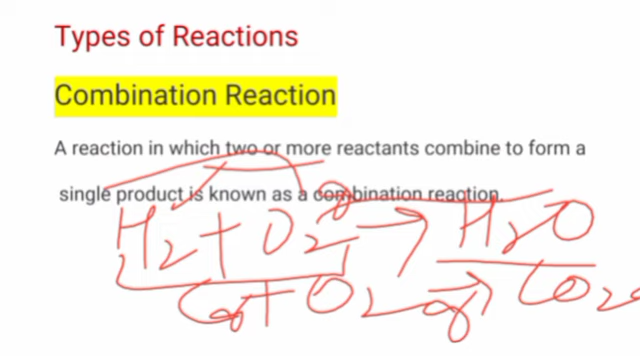 Types of Reactions
Combination Reaction
A reaction in which two or more reactants combine to form a
single product is known as a combination reaction.
H2 + O2 → H2O
C + O2 → CO2